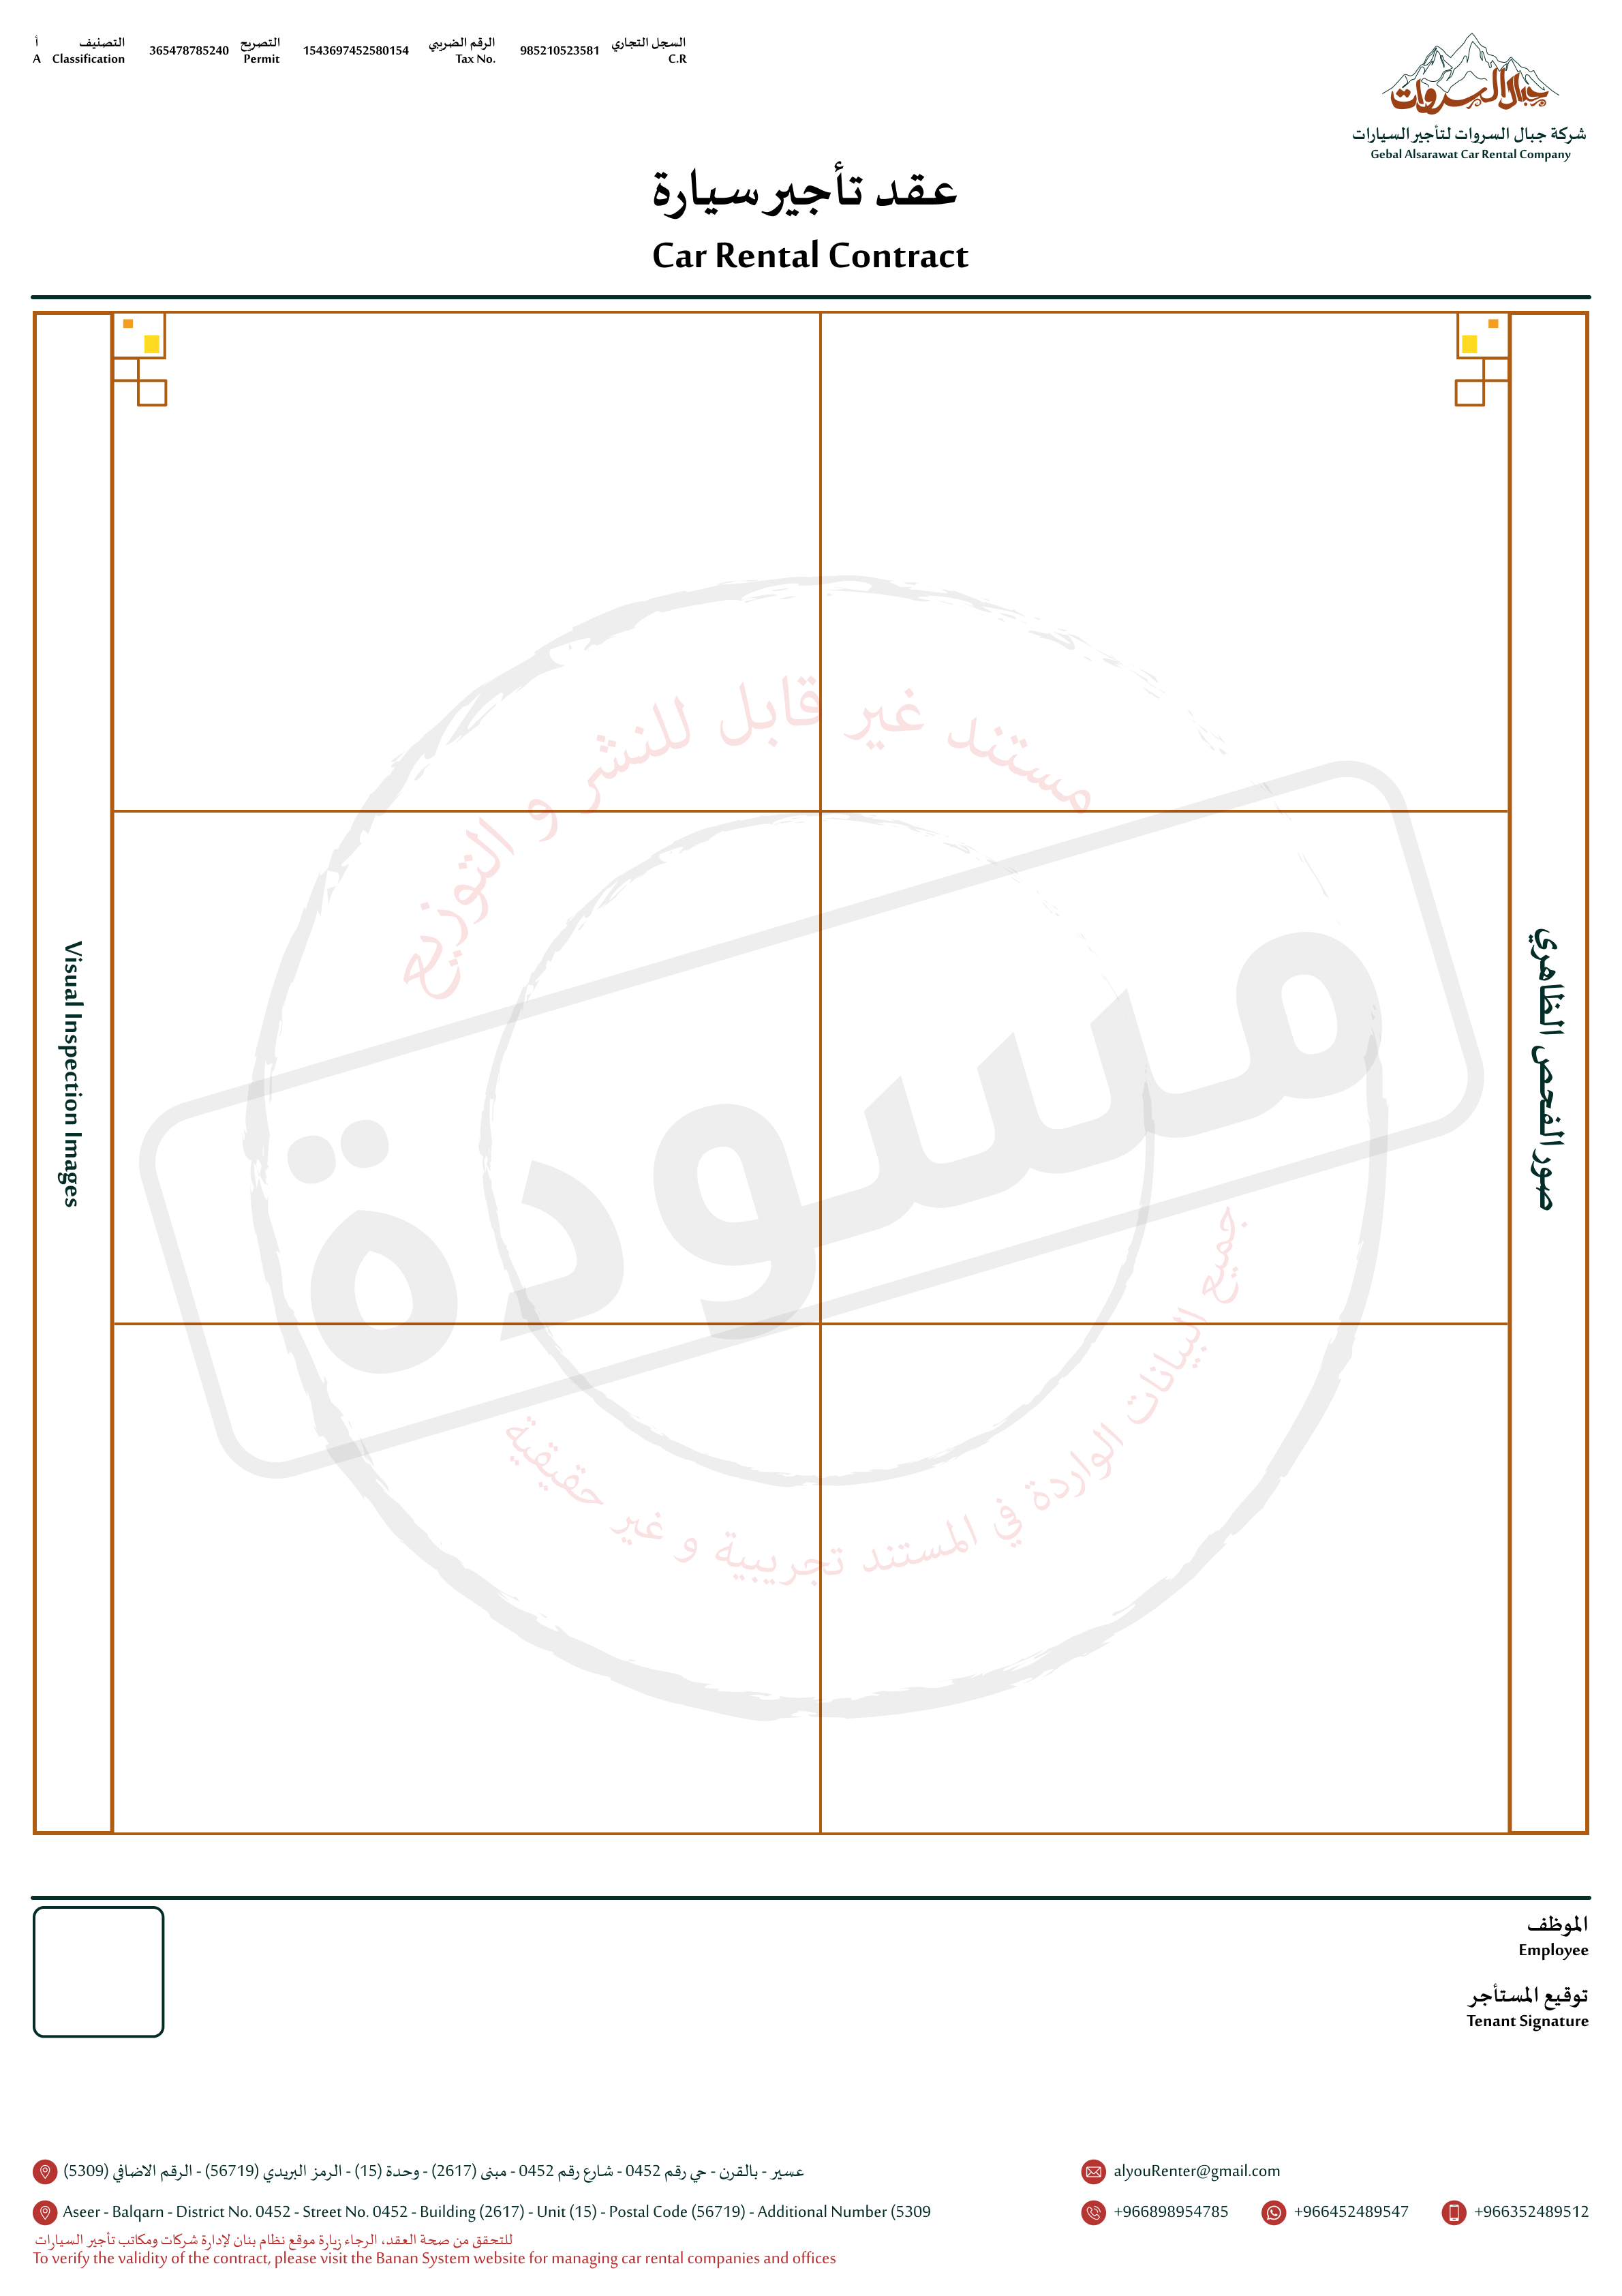 جبال السروات
شركة جبال السروات لتأجير السيارات
Gebal Alsarawat Car Rental Company
السجل التجاري 985210523581
C.R
الرقم الضريبي 1543697452580154
Tax No.
التصريح 365478785240
Permit
التصنيف أ
Classification A
عقد تأجير سيارة
Car Rental Contract
صور الفحص الظاهري
Visual Inspection Images
مستند غير قابل للنشر و التوزيع
مسودة
جميع البيانات الواردة في المستند تجريبية و غير حقيقية
الموظف
Employee
توقيع المستأجر
Tenant Signature
عسير - بالقرن - حي رقم 0452 - شارع رقم 0452 - مبنى (2617) - وحدة (15) - الرمز البريدي (56719) - الرقم الاضافي (5309)
alyouRenter@gmail.com
Aseer - Balqarn - District No. 0452 - Street No. 0452 - Building (2617) - Unit (15) - Postal Code (56719) - Additional Number (5309
+966898954785
+966452489547
+966352489512
للتحقق من صحة العقد، الرجاء زيارة موقع نظام بنان لإدارة شركات ومكاتب تأجير السيارات
To verify the validity of the contract, please visit the Banan System website for managing car rental companies and offices